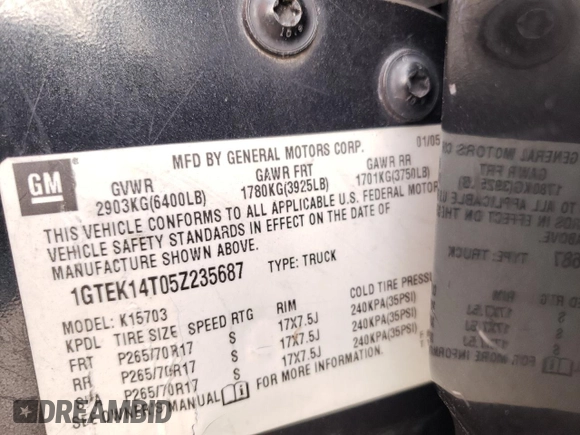 GM
MFD BY GENERAL MOTORS CORP. 01/05
GVWR GAWR FRT GAWR RR
2903KG(6400LB) 1780KG(3925LB) 1701KG(3750LB)
THIS VEHICLE CONFORMS TO ALL APPLICABLE U.S. FEDERAL MOTOR
VEHICLE SAFETY STANDARDS IN EFFECT ON THE DATE OF
MANUFACTURE SHOWN ABOVE.
1GTEK14T05Z235687 TYPE: TRUCK
MODEL: K15703
KPDL TIRE SIZE SPEED RTG RIM COLD TIRE PRESSU
FRT P265/70R17 S 17X7.5J 240KPA(35PSI)
RR P265/70R17 S 17X7.5J 240KPA(35PSI)
P265/70R17 S 17X7.5J 240KPA(35PSI)
SEE OWNER'S MANUAL FOR MORE INFORMATION.
DREAMBID